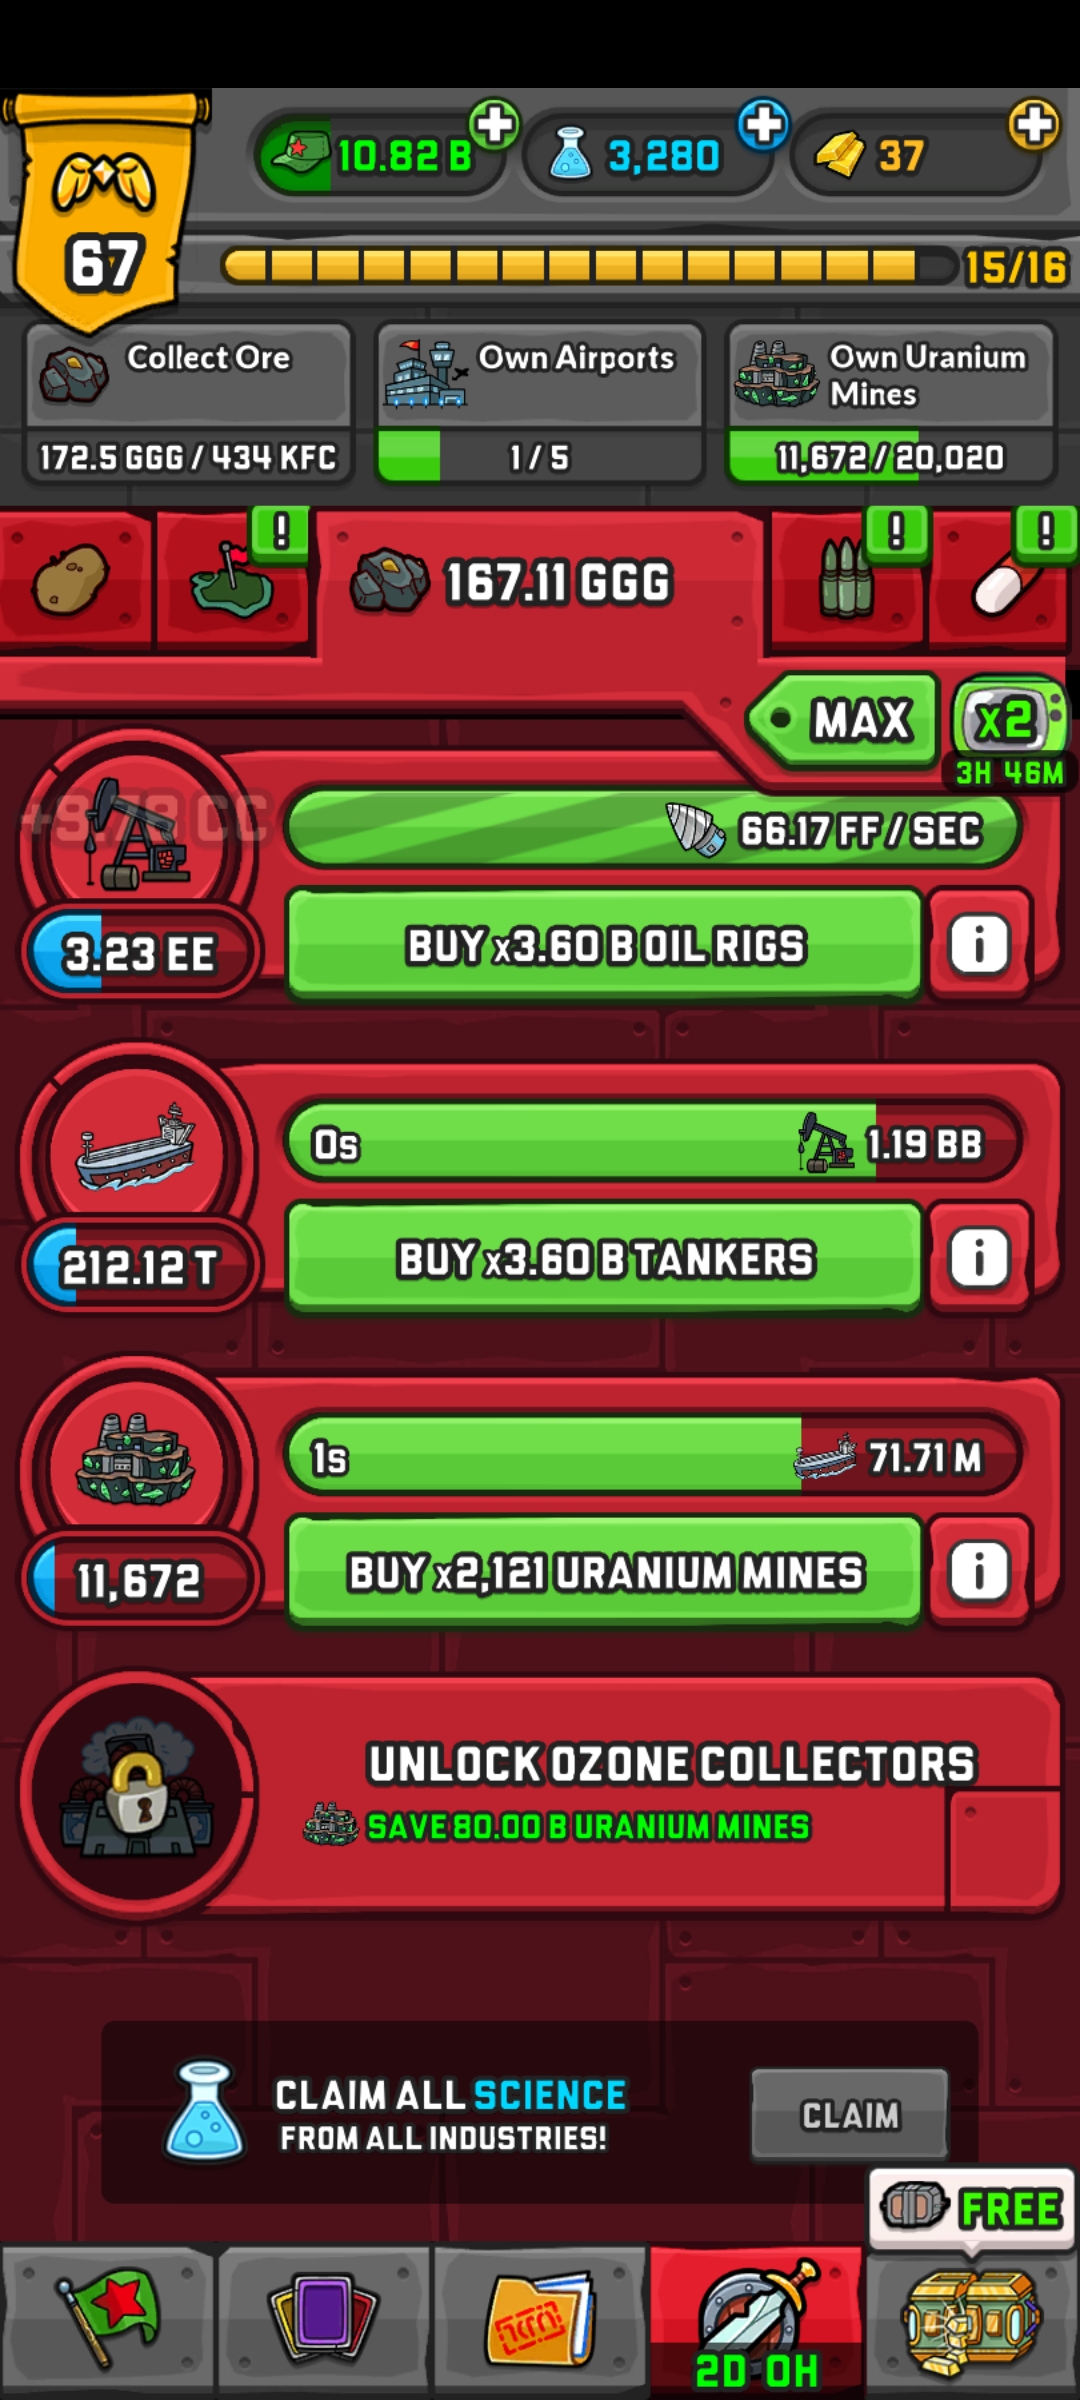 10.82 B
3,280
37
67
15/16
Collect Ore
172.5 GGG / 434 KFC
Own Airports
1 / 5
Own Uranium
Mines
11,672 / 20,020
!
167.11 GGG
!
!
MAX
x2
3H 46M
+9.78 CC
66.17 FF / SEC
3.23 EE
BUY x3.60 B OIL RIGS
i
0s
1.19 BB
212.12 T
BUY x3.60 B TANKERS
i
1s
71.71 M
11,672
BUY x2,121 URANIUM MINES
i
UNLOCK OZONE COLLECTORS
SAVE 80.00 B URANIUM MINES
CLAIM ALL SCIENCE
FROM ALL INDUSTRIES!
CLAIM
FREE
2D 0H